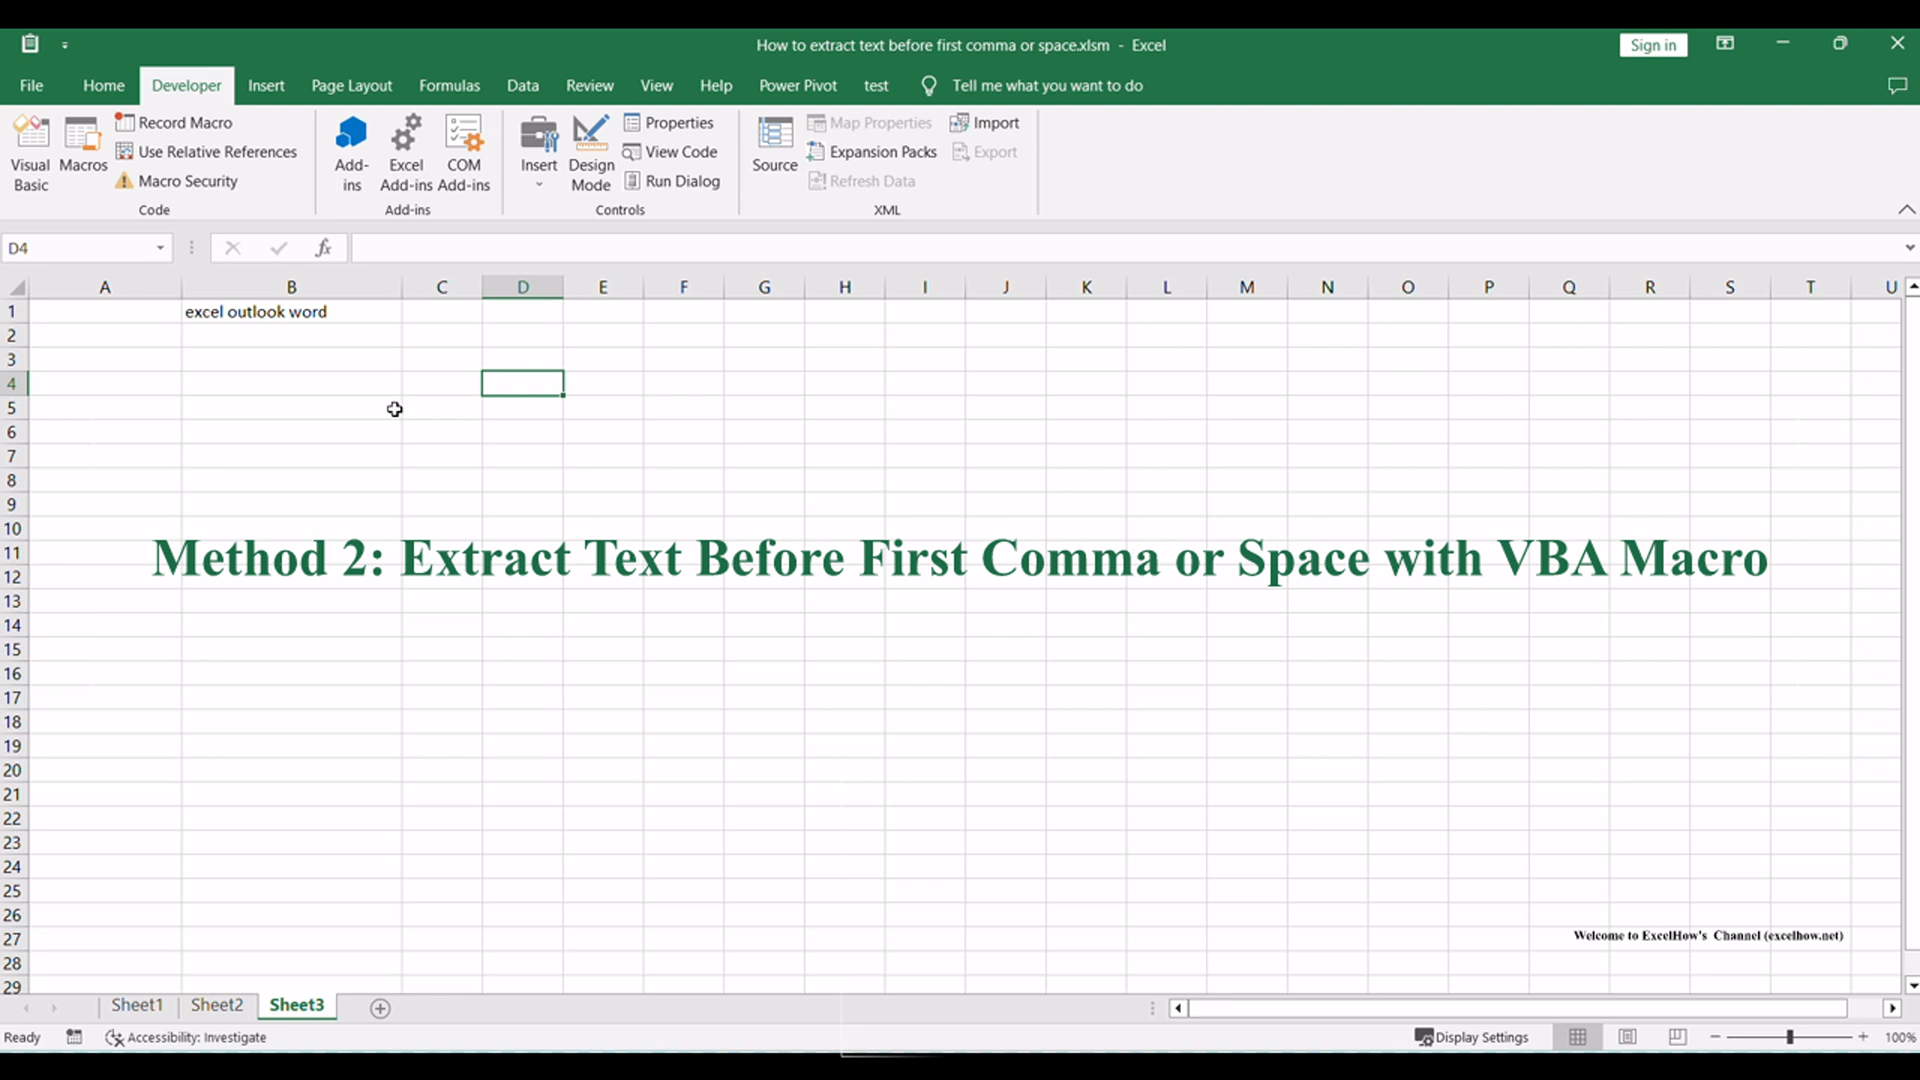 How to extract text before first comma or space.xlsm - Excel
Sign in
File Home Developer Insert Page Layout Formulas Data Review View Help Power Pivot test Tell me what you want to do
Visual Basic
Macros
Record Macro
Use Relative References
Macro Security
Code
Add-ins
Excel Add-ins
COM Add-ins
Add-ins
Insert
Design Mode
Properties
View Code
Run Dialog
Controls
Source
Map Properties
Expansion Packs
Refresh Data
Import
Export
XML
D4
fx
A B C D E F G H I J K L M N O P Q R S T U
1 excel outlook word
2
3
4
5
6
7
8
9
10
11
Method 2: Extract Text Before First Comma or Space with VBA Macro
12
13
14
15
16
17
18
19
20
21
22
23
24
25
26
27 Welcome to ExcelHow's Channel (excelhow.net)
28
29
Sheet1 Sheet2 Sheet3
Ready Accessibility: Investigate Display Settings 100%